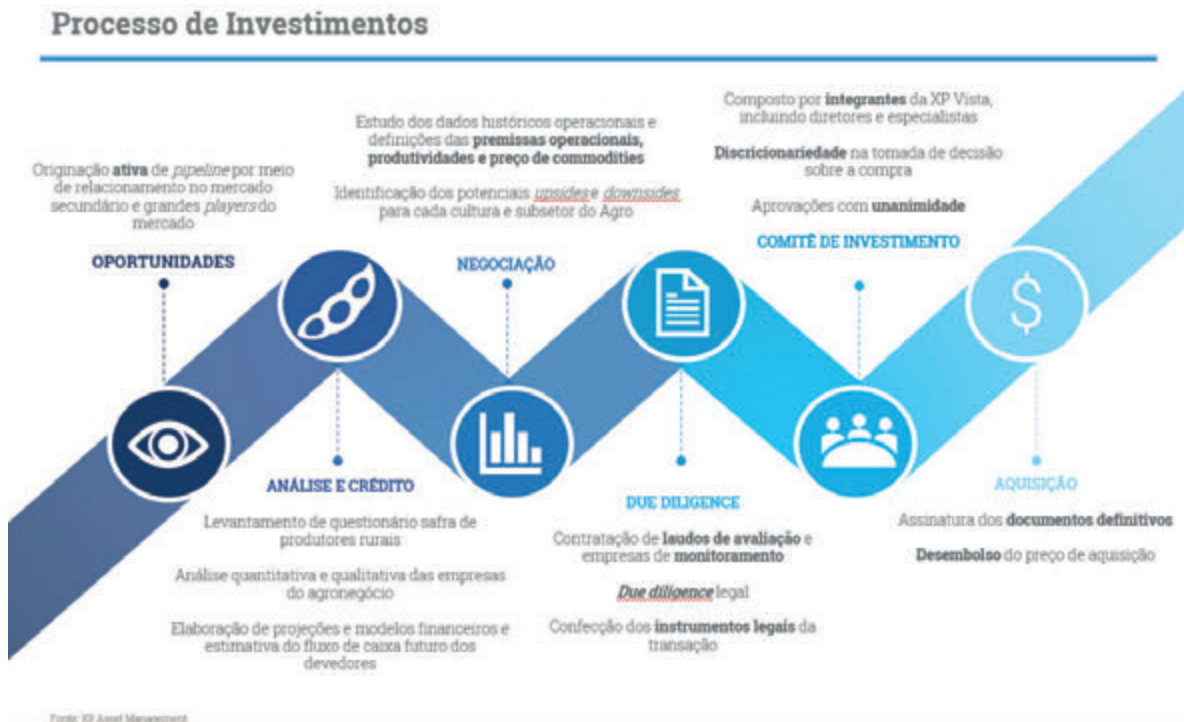 Processo de Investimentos
Originação ativa de pipeline por meio
de relacionamento no mercado
secundário e grandes players do
mercado
OPORTUNIDADES
ANÁLISE E CRÉDITO
Levantamento de questionário safra de
produtores rurais
Análise quantitativa e qualitativa das empresas
do agronegócio
Elaboração de projeções e modelos financeiros e
estimativa do fluxo de caixa futuro dos
devedores
Estudo dos dados históricos operacionais e
definições das premissas operacionais,
produtividades e preço de commodities
Identificação dos potenciais upsides e downsides
para cada cultura e subsetor do Agro
NEGOCIAÇÃO
DUE DILIGENCE
Contratação de laudos de avaliação e
empresas de monitoramento
Due diligence legal
Confecção dos instrumentos legais da
transação
Composto por integrantes da XP Vista,
incluindo diretores e especialistas
Discricionariedade na tomada de decisão
sobre a compra
Aprovações com unanimidade
COMITÊ DE INVESTIMENTO
$
AQUISIÇÃO
Assinatura dos documentos definitivos
Desembolso do preço de aquisição
Fonte: XP Asset Management